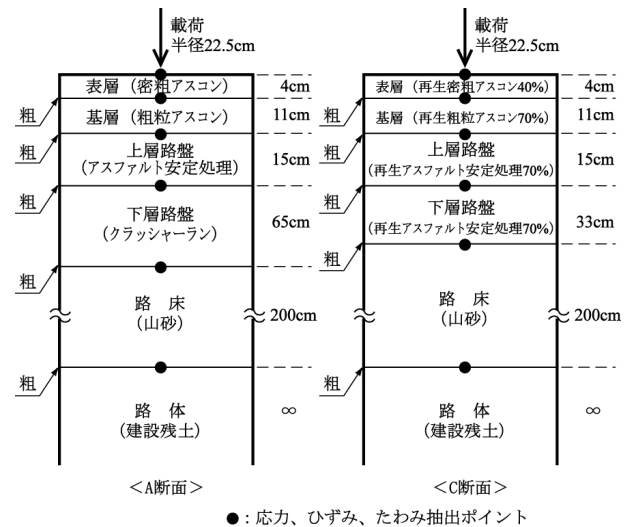 載荷
半径22.5cm
表層（密粗アスコン）
4cm
粗
基層（粗粒アスコン）
11cm
粗
上層路盤
（アスファルト安定処理）
15cm
粗
下層路盤
（クラッシャーラン）
65cm
粗
路　床
（山砂）
200cm
粗
路　体
（建設残土）
∞
＜A断面＞
載荷
半径22.5cm
表層（再生密粗アスコン40%）
4cm
粗
基層（再生粗粒アスコン70%）
11cm
粗
上層路盤
（再生アスファルト安定処理70%）
15cm
粗
下層路盤
（再生アスファルト安定処理70%）
33cm
粗
路　床
（山砂）
200cm
粗
路　体
（建設残土）
∞
＜C断面＞
●：応力、ひずみ、たわみ抽出ポイント